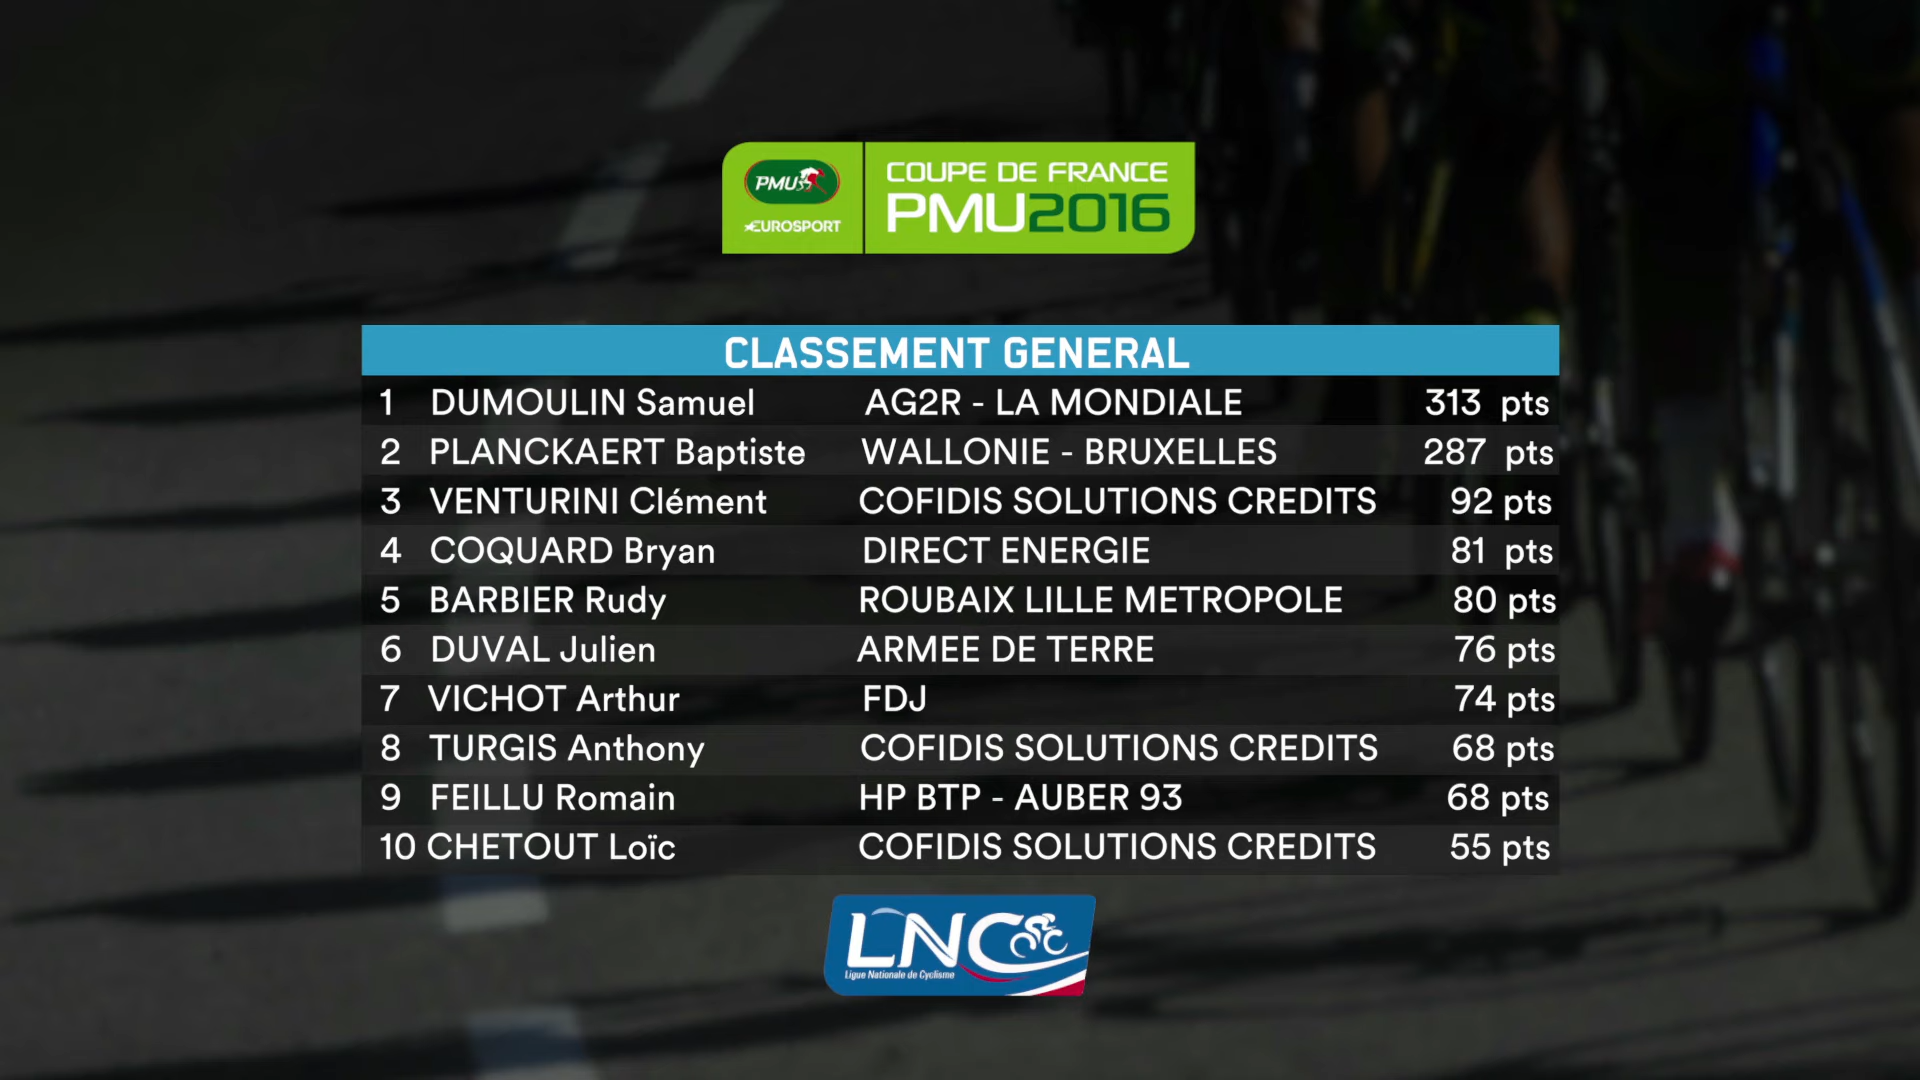 PMU
EUROSPORT
COUPE DE FRANCE
PMU2016
CLASSEMENT GENERAL
1 DUMOULIN Samuel AG2R - LA MONDIALE 313 pts
2 PLANCKAERT Baptiste WALLONIE - BRUXELLES 287 pts
3 VENTURINI Clément COFIDIS SOLUTIONS CREDITS 92 pts
4 COQUARD Bryan DIRECT ENERGIE 81 pts
5 BARBIER Rudy ROUBAIX LILLE METROPOLE 80 pts
6 DUVAL Julien ARMEE DE TERRE 76 pts
7 VICHOT Arthur FDJ 74 pts
8 TURGIS Anthony COFIDIS SOLUTIONS CREDITS 68 pts
9 FEILLU Romain HP BTP - AUBER 93 68 pts
10 CHETOUT Loïc COFIDIS SOLUTIONS CREDITS 55 pts
LNC
Ligue Nationale de Cyclisme